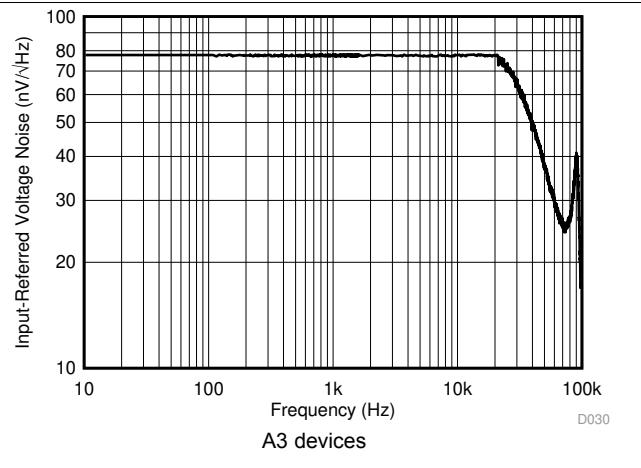 Input-Referred Voltage Noise (nV/√Hz)
100
80
70
60
50
40
30
20
10
10
100
1k
10k
100k
Frequency (Hz)
D030
A3 devices